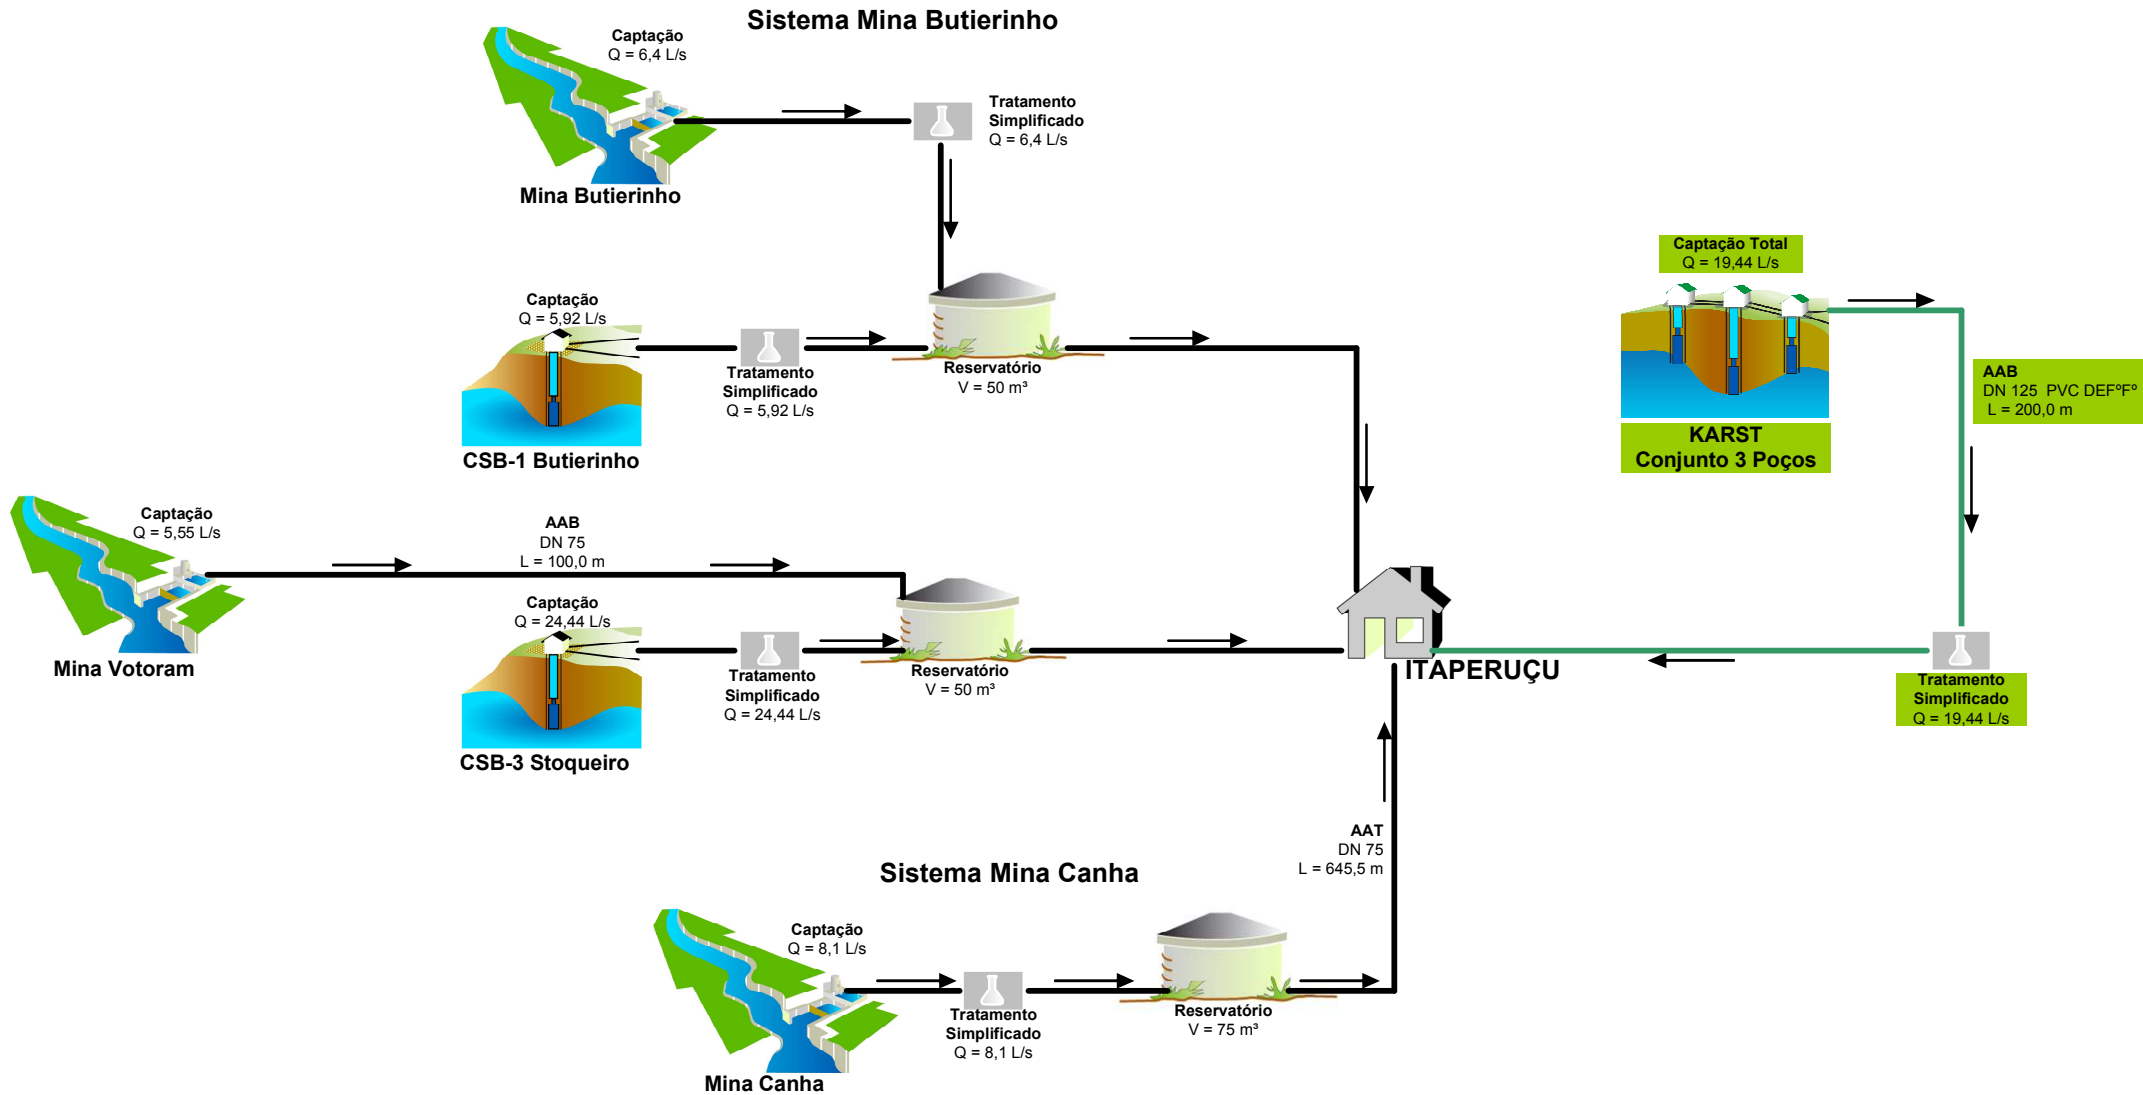 Sistema Mina Butierinho
Captação
Q = 6,4 L/s
Tratamento
Simplificado
Q = 6,4 L/s
Mina Butierinho
Captação
Q = 5,92 L/s
Tratamento
Simplificado
Q = 5,92 L/s
Reservatório
V = 50 m³
CSB-1 Butierinho
Captação Total
Q = 19,44 L/s
AAB
DN 125  PVC DEFºFº
L = 200,0 m
KARST
Conjunto 3 Poços
Captação
Q = 5,55 L/s
AAB
DN 75
L = 100,0 m
Mina Votoram
Captação
Q = 24,44 L/s
Tratamento
Simplificado
Q = 24,44 L/s
Reservatório
V = 50 m³
CSB-3 Stoqueiro
ITAPERUÇU
Tratamento
Simplificado
Q = 19,44 L/s
AAT
DN 75
L = 645,5 m
Sistema Mina Canha
Captação
Q = 8,1 L/s
Tratamento
Simplificado
Q = 8,1 L/s
Reservatório
V = 75 m³
Mina Canha